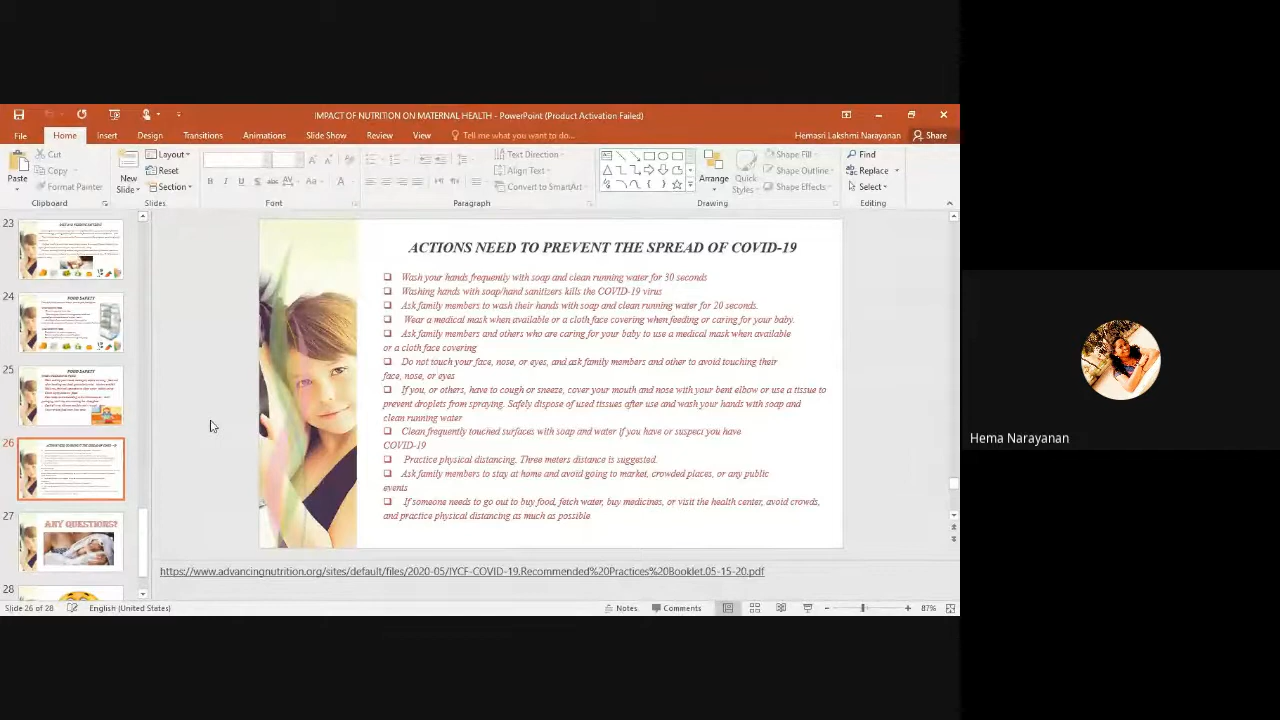 IMPACT OF NUTRITION ON MATERNAL HEALTH - PowerPoint (Product Activation Failed)
File Home Insert Design Transitions Animations Slide Show Review View Tell me what you want to do... Hemasri Lakshmi Narayanan Share
Paste
Cut
Copy
Format Painter
Clipboard
New
Slide
Layout
Reset
Section
Slides
Font
Text Direction
Align Text
Convert to SmartArt
Paragraph
Arrange
Quick
Styles
Shape Fill
Shape Outline
Shape Effects
Drawing
Find
Replace
Select
Editing
23
24
FOOD SAFETY
25
FOOD SAFETY
26
27
ANY QUESTIONS?
28
ACTIONS NEED TO PREVENT THE SPREAD OF COVID-19
Wash your hands frequently with soap and clean running water for 30 seconds
Washing hands with soap/hand sanitizers kills the COVID-19 virus
Ask family members to wash their hands with soap and clean running water for 20 seconds.
Wear a medical mask when available or a cloth face covering when feeding or caring for your baby.
Ask family members and others who are caring for your baby to use a medical mask when available
or a cloth face covering
Do not touch your face, nose, or eyes, and ask family members and other to avoid touching their
face, nose, or eyes
If you, or others, have a cough or sneeze, cover your mouth and nose with your bent elbow or use a tissue to
prevent droplets from spraying. Safely dispose of used tissues after use and wash your hands with soap and
clean running water
Clean frequently touched surfaces with soap and water if you have or suspect you have
COVID-19
Practice physical distancing. Three meters distance is suggested.
Ask family members to stay at home and avoid going to market, crowded places, or any public
events
If someone needs to go out to buy food, fetch water, buy medicines, or visit the health center, avoid crowds,
and practice physical distancing as much as possible
https://www.advancingnutrition.org/sites/default/files/2020-05/IYCF-COVID-19.Recommended%20Practices%20Booklet.05-15-20.pdf
Slide 26 of 28 English (United States) Notes Comments 87%
Hema Narayanan